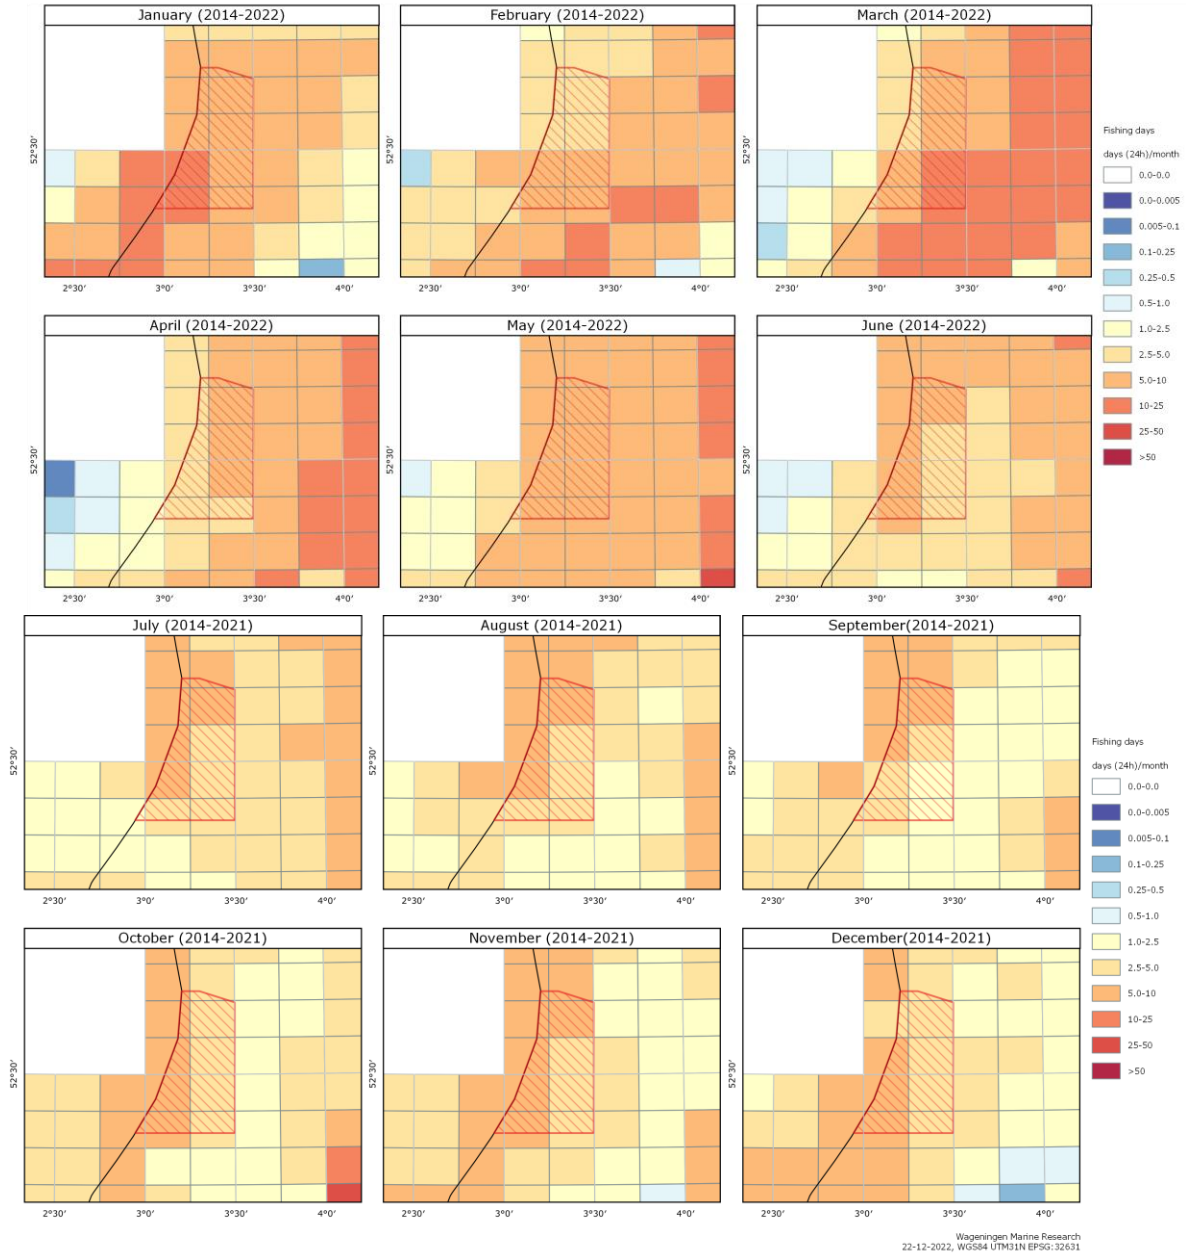 January (2014-2022)
February (2014-2022)
March (2014-2022)
52°30′
52°30′
52°30′
2°30′ 3°0′ 3°30′ 4°0′
2°30′ 3°0′ 3°30′ 4°0′
2°30′ 3°0′ 3°30′ 4°0′
Fishing days
days (24h)/month
0.0-0.0
0.0-0.005
0.005-0.1
0.1-0.25
0.25-0.5
0.5-1.0
1.0-2.5
2.5-5.0
5.0-10
10-25
25-50
>50
April (2014-2022)
May (2014-2022)
June (2014-2022)
52°30′
52°30′
52°30′
2°30′ 3°0′ 3°30′ 4°0′
2°30′ 3°0′ 3°30′ 4°0′
2°30′ 3°0′ 3°30′ 4°0′
July (2014-2021)
August (2014-2021)
September(2014-2021)
52°30′
52°30′
52°30′
2°30′ 3°0′ 3°30′ 4°0′
2°30′ 3°0′ 3°30′ 4°0′
2°30′ 3°0′ 3°30′ 4°0′
Fishing days
days (24h)/month
0.0-0.0
0.0-0.005
0.005-0.1
0.1-0.25
0.25-0.5
0.5-1.0
1.0-2.5
2.5-5.0
5.0-10
10-25
25-50
>50
October (2014-2021)
November (2014-2021)
December(2014-2021)
52°30′
52°30′
52°30′
2°30′ 3°0′ 3°30′ 4°0′
2°30′ 3°0′ 3°30′ 4°0′
2°30′ 3°0′ 3°30′ 4°0′
Wageningen Marine Research
22-12-2022, WGS84 UTM31N EPSG:32631